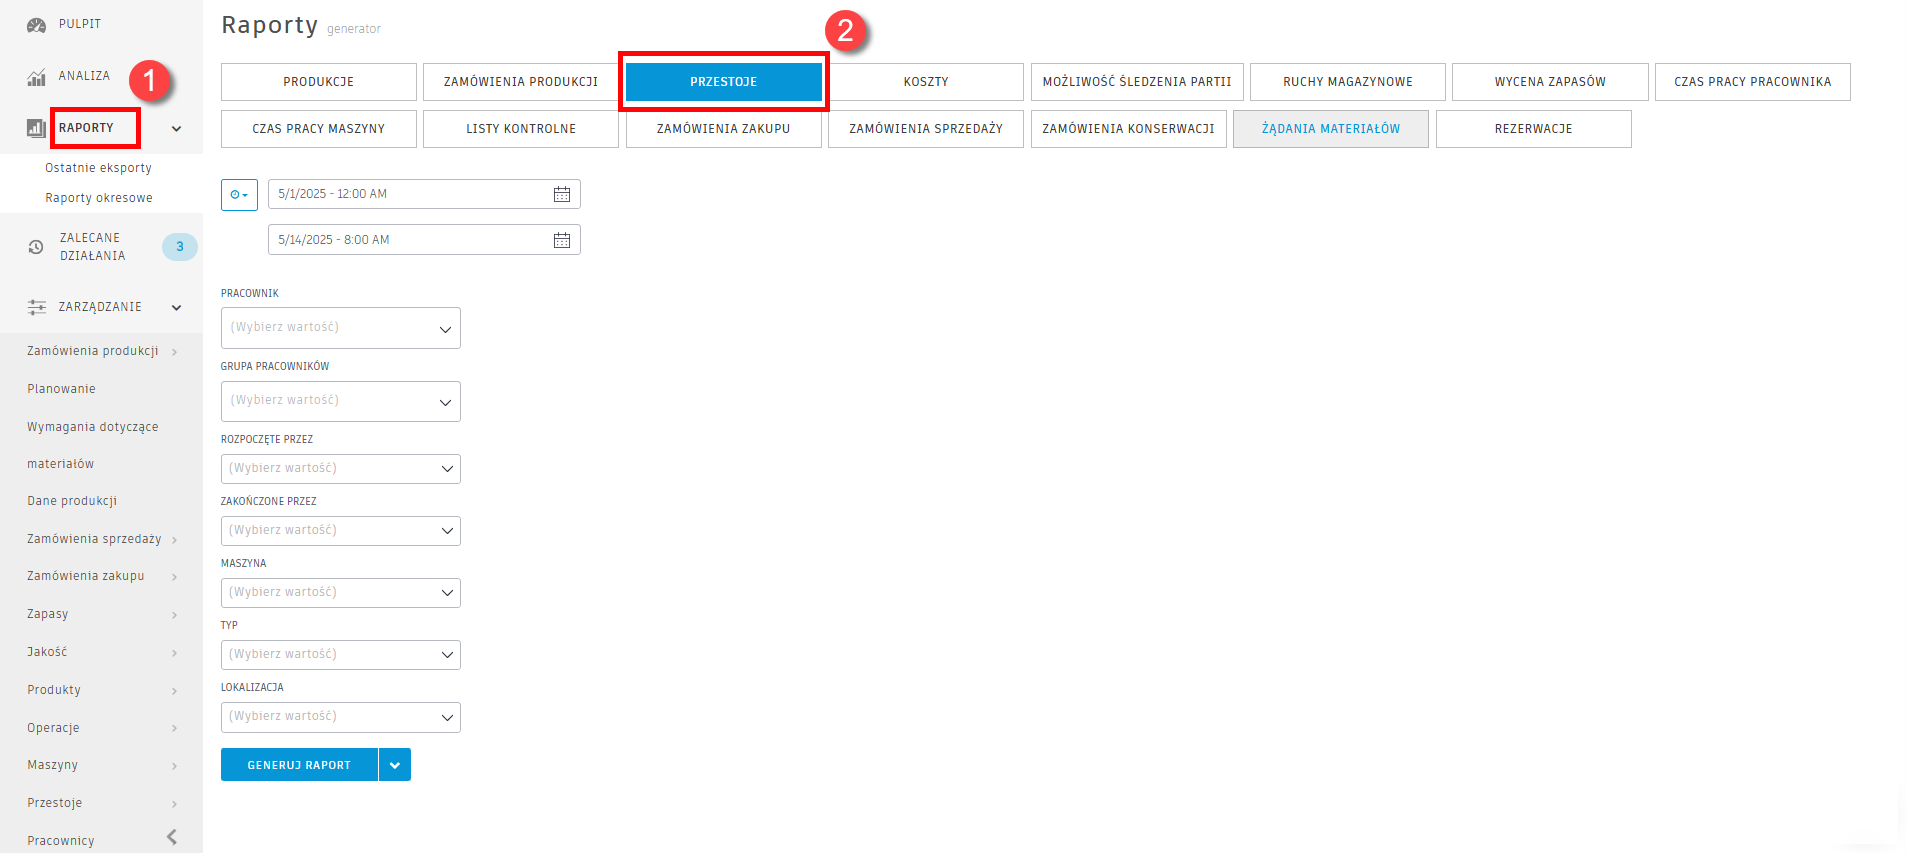 PULPIT
ANALIZA
1
RAPORTY
Ostatnie eksporty
Raporty okresowe
ZALECANE
DZIAŁANIA
3
ZARZĄDZANIE
Zamówienia produkcji
Planowanie
Wymagania dotyczące
materiałów
Dane produkcji
Zamówienia sprzedaży
Zamówienia zakupu
Zapasy
Jakość
Produkty
Operacje
Maszyny
Przestoje
Pracownicy
Raporty generator
2
PRODUKCJE ZAMÓWIENIA PRODUKCJI PRZESTOJE KOSZTY MOŻLIWOŚĆ ŚLEDZENIA PARTII RUCHY MAGAZYNOWE WYCENA ZAPASÓW CZAS PRACY PRACOWNIKA
CZAS PRACY MASZYNY LISTY KONTROLNE ZAMÓWIENIA ZAKUPU ZAMÓWIENIA SPRZEDAŻY ZAMÓWIENIA KONSERWACJI ŻĄDANIA MATERIAŁÓW REZERWACJE
5/1/2025 - 12:00 AM
5/14/2025 - 8:00 AM
PRACOWNIK
(Wybierz wartość)
GRUPA PRACOWNIKÓW
(Wybierz wartość)
ROZPOCZĘTE PRZEZ
(Wybierz wartość)
ZAKOŃCZONE PRZEZ
(Wybierz wartość)
MASZYNA
(Wybierz wartość)
TYP
(Wybierz wartość)
LOKALIZACJA
(Wybierz wartość)
GENERUJ RAPORT